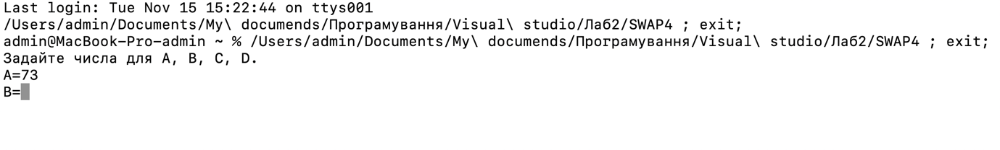 Last login: Tue Nov 15 15:22:44 on ttys001
/Users/admin/Documents/My\ documends/Програмування/Visual\ studio/Лаб2/SWAP4 ; exit;
admin@MacBook-Pro-admin ~ % /Users/admin/Documents/My\ documends/Програмування/Visual\ studio/Лаб2/SWAP4 ; exit;
Задайте числа для A, B, C, D.
A=73
B=